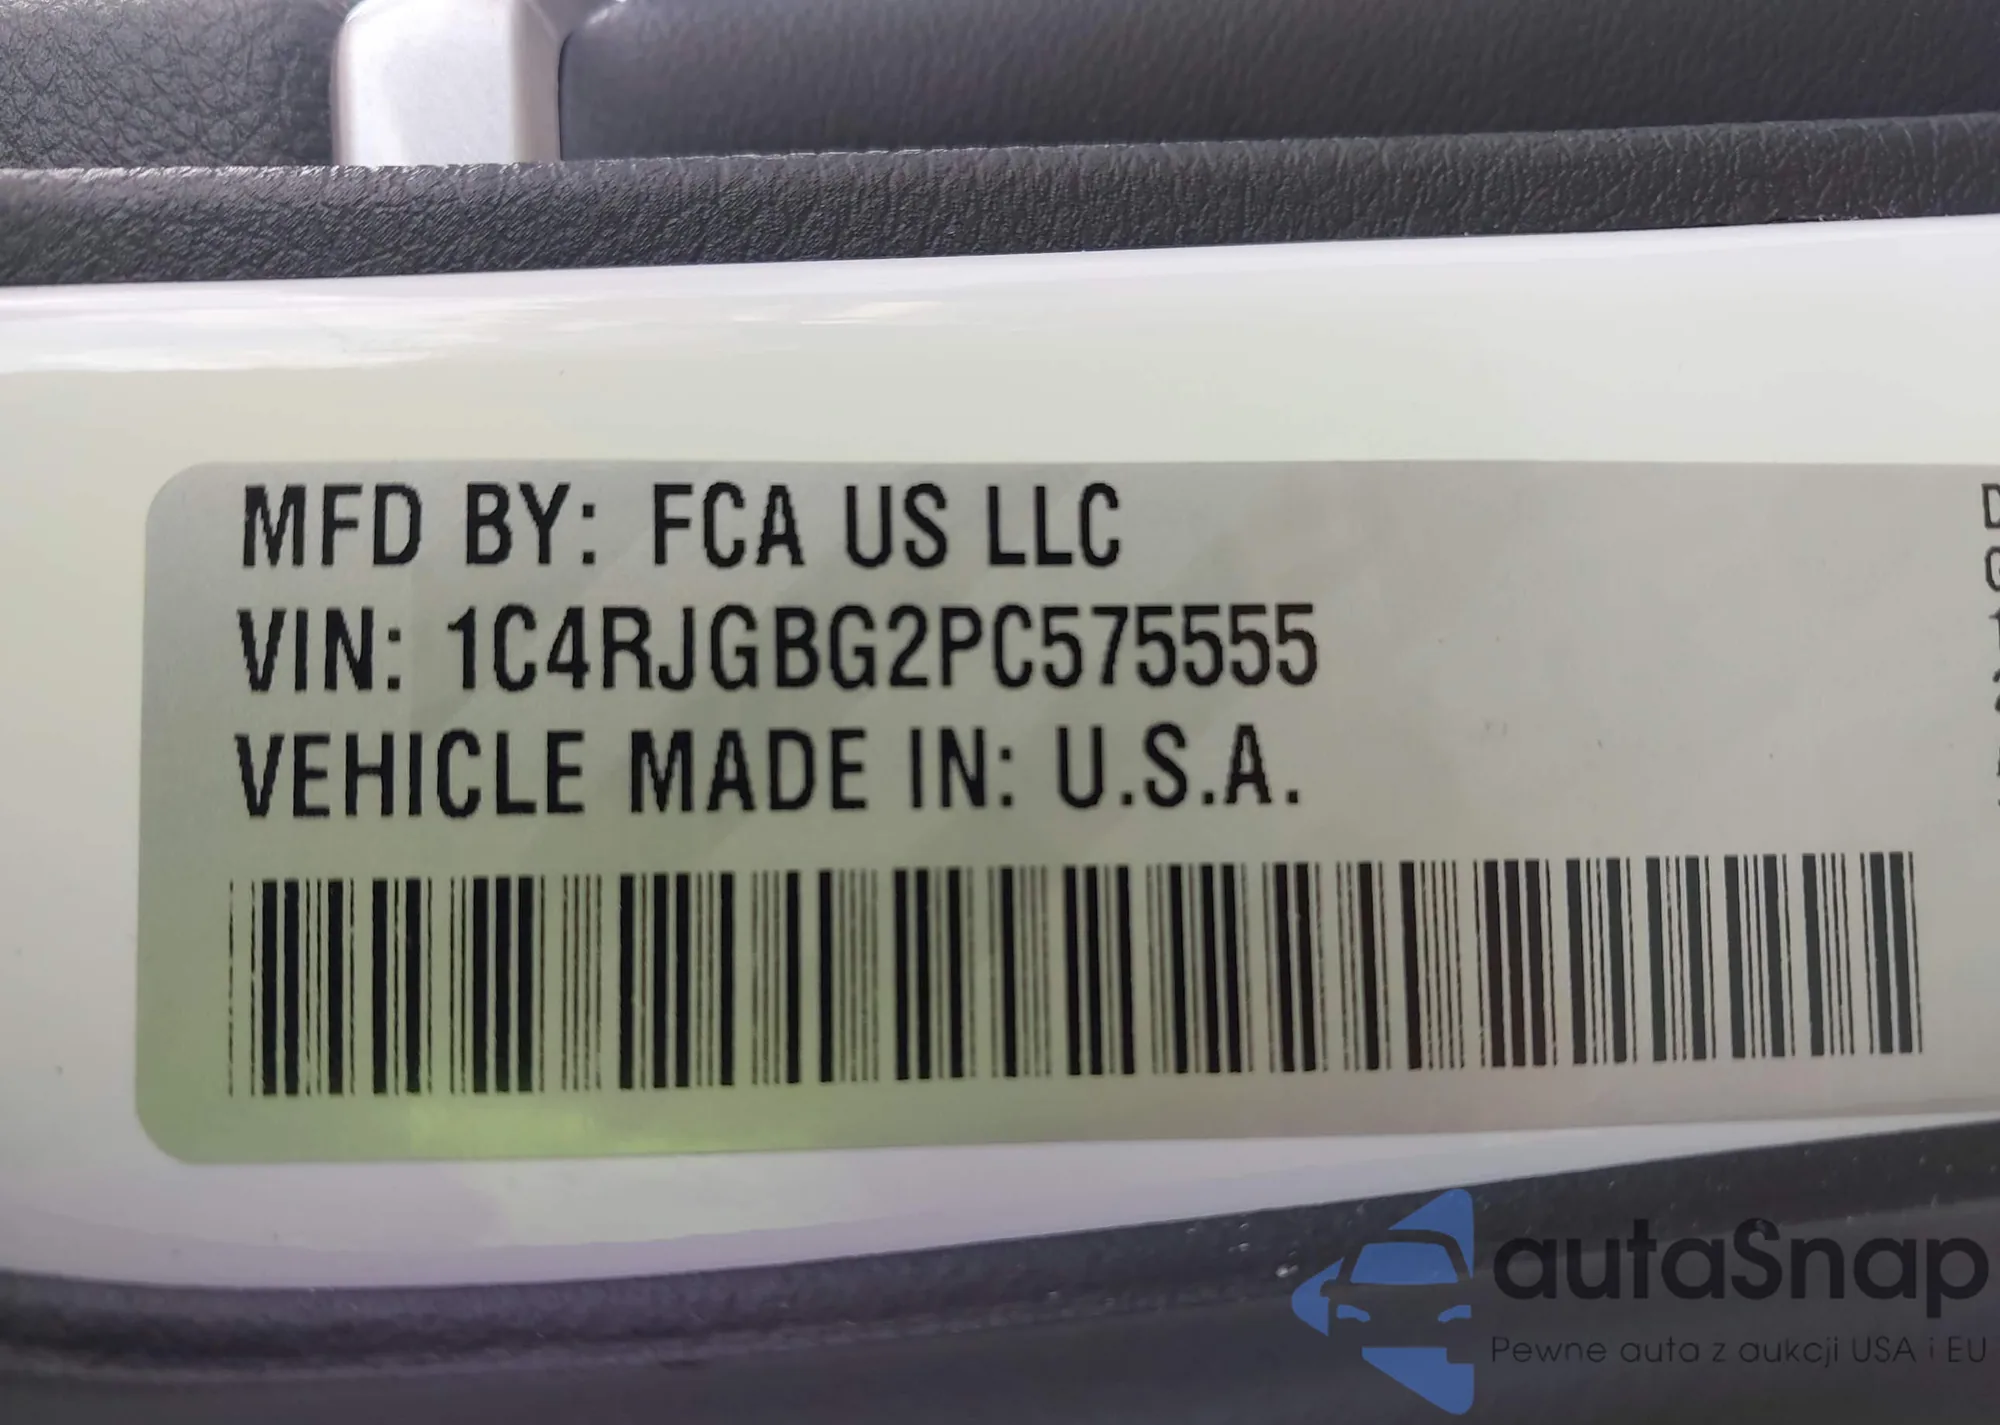 MFD BY: FCA US LLC
VIN: 1C4RJGBG2PC575555
VEHICLE MADE IN: U.S.A.
autaSnap
Pewne auta z aukcji USA i EU